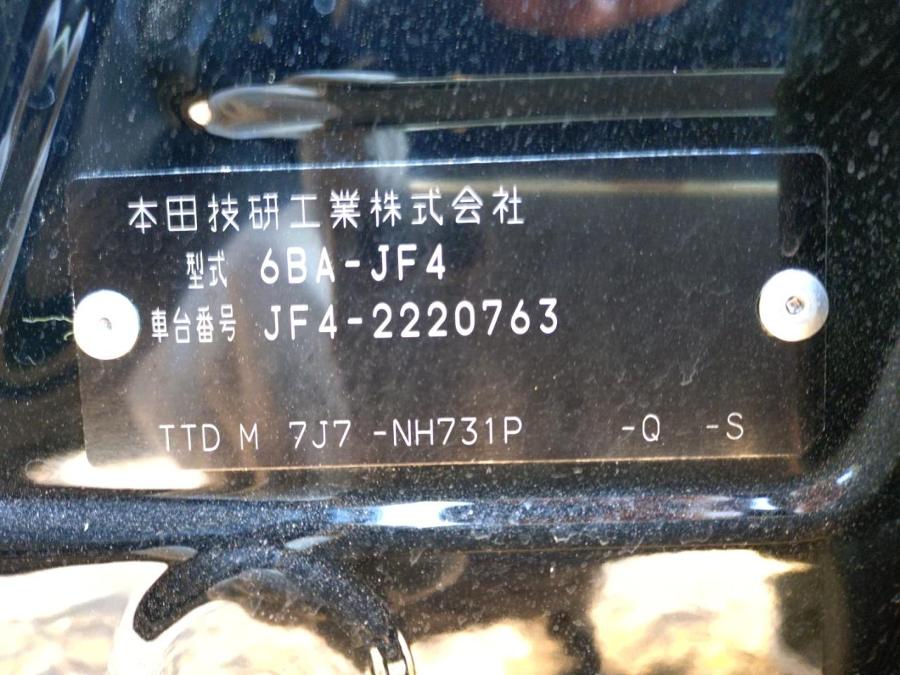 本田技研工業株式会社
型式 6BA-JF4
車台番号 JF4-2220763
TTD M 7J7 -NH731P -Q -S